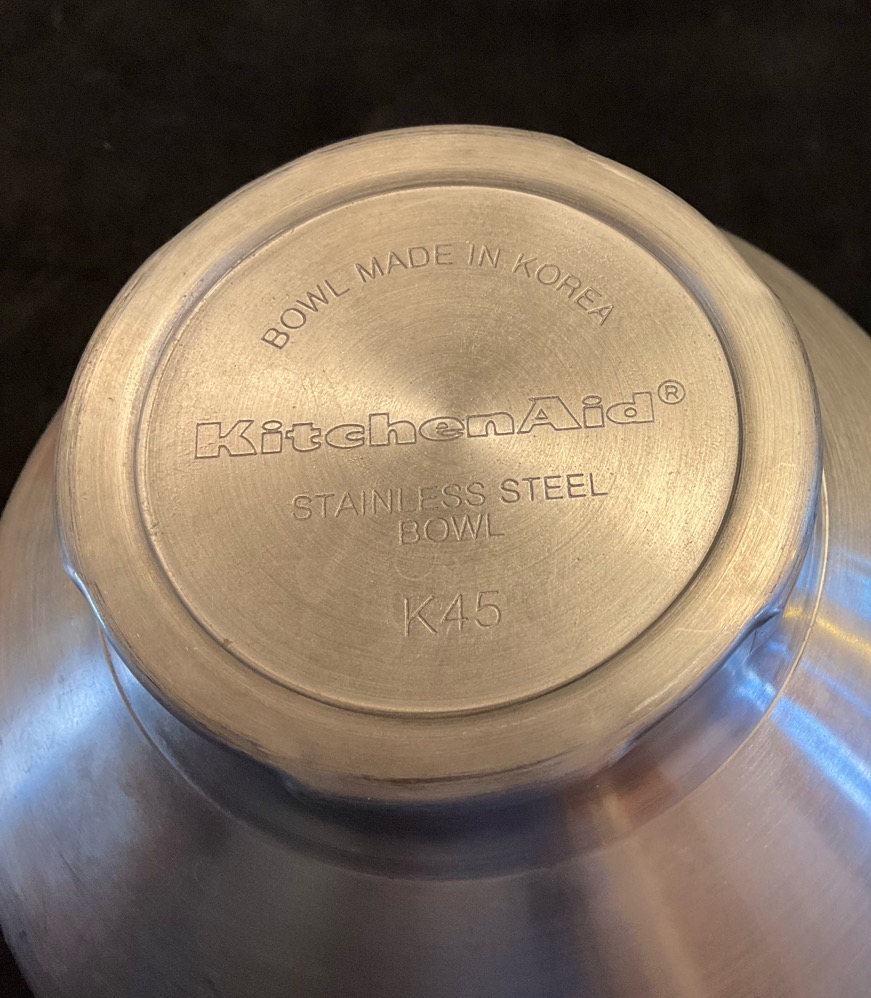 BOWL MADE IN KOREA
KitchenAid®
STAINLESS STEEL
BOWL
K45